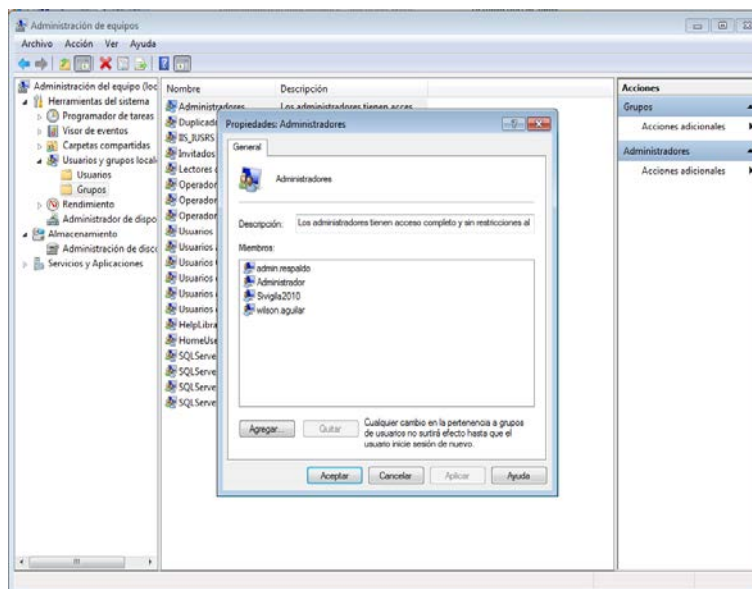 Administración de equipos
Archivo Acción Ver Ayuda
Administración del equipo (loc
Herramientas del sistema
Programador de tareas
Visor de eventos
Carpetas compartidas
Usuarios y grupos local
Usuarios
Grupos
Rendimiento
Administrador de dispo
Almacenamiento
Administración de disc
Servicios y Aplicaciones
Nombre Descripción
Administradores Los administradores tienen acces
Duplicad
IIS_IUSRS
Invitados
Lectores
Operador
Operador
Operador
Usuarios
Usuarios
Usuarios
Usuarios
Usuarios
Usuarios
HelpLibra
HomeUse
SQLServe
SQLServe
SQLServe
SQLServe
Propiedades: Administradores
General
Administradores
Descripción: Los administradores tienen acceso completo y sin restricciones al
Miembros:
admin.respaldo
Administrador
Sivigila2010
wilson.aguilar
Agregar... Quitar
Cualquier cambio en la pertenencia a grupos
de usuarios no surtirá efecto hasta que el
usuario inicie sesión de nuevo.
Aceptar Cancelar Aplicar Ayuda
Acciones
Grupos
Acciones adicionales
Administradores
Acciones adicionales